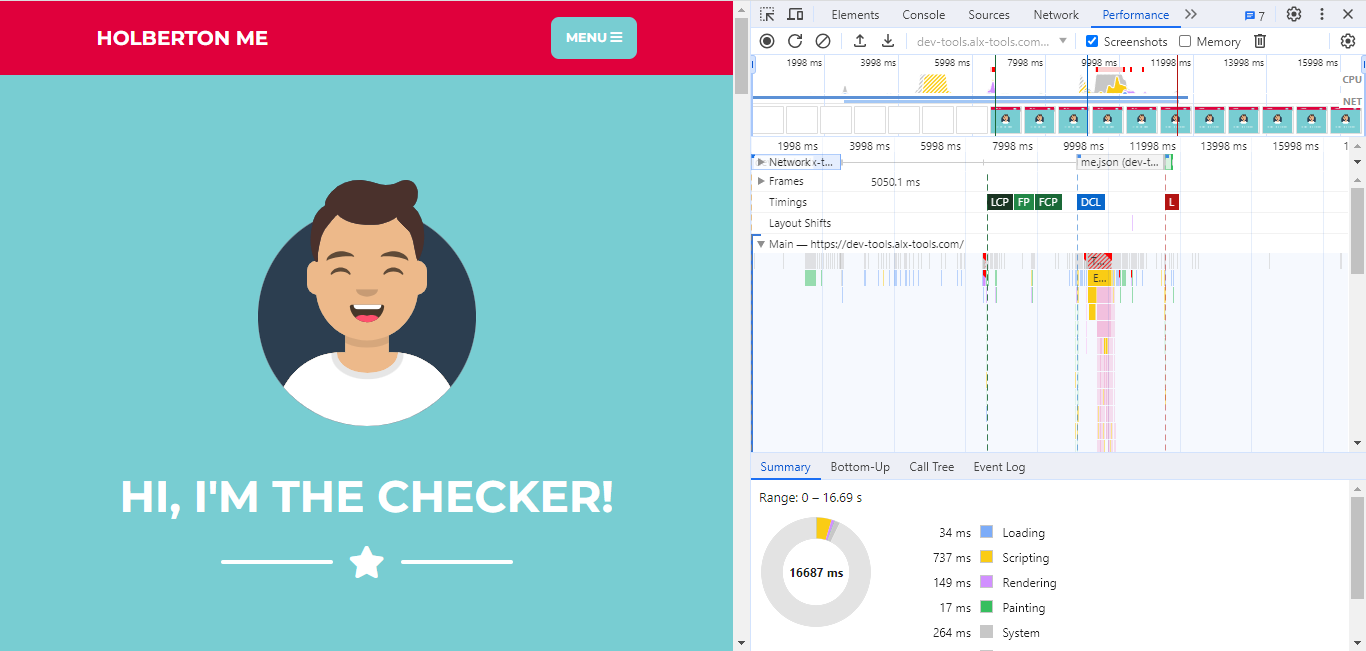 HOLBERTON ME
MENU
HI, I'M THE CHECKER!
Elements Console Sources Network Performance 7
dev-tools.alx-tools.com... Screenshots Memory
1998 ms 3998 ms 5998 ms 7998 ms 9998 ms 11998 ms 13998 ms 15998 ms
CPU
NET
1998 ms 3998 ms 5998 ms 7998 ms 9998 ms 11998 ms 13998 ms 15998 ms 1
Network x-t... me.json (dev-t...
Frames 5050.1 ms
Timings LCP FP FCP DCL L
Layout Shifts
Main — https://dev-tools.alx-tools.com/
T...
E...
Summary Bottom-Up Call Tree Event Log
Range: 0 – 16.69 s
16687 ms
34 ms Loading
737 ms Scripting
149 ms Rendering
17 ms Painting
264 ms System